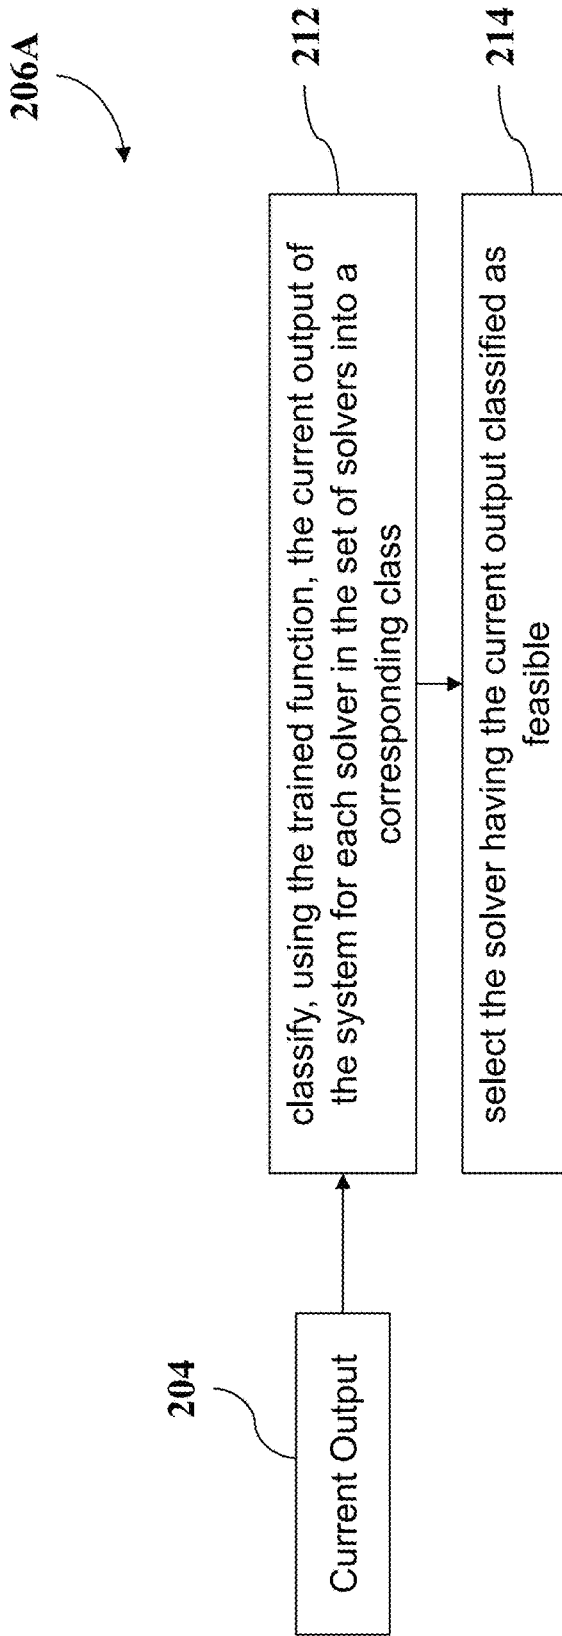 206A
204
Current Output
212
classify, using the trained function, the current output of
the system for each solver in the set of solvers into a
corresponding class
214
select the solver having the current output classified as
feasible